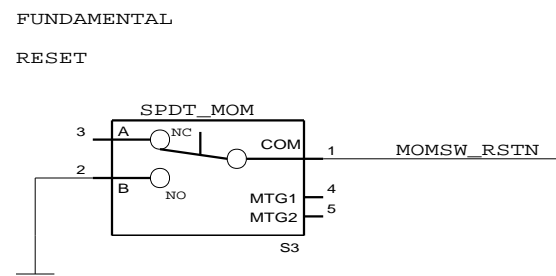 FUNDAMENTAL
RESET
SPDT_MOM
3 A NC COM 1 MOMSW_RSTN
2 B NO MTG1 4
MTG2 5
S3